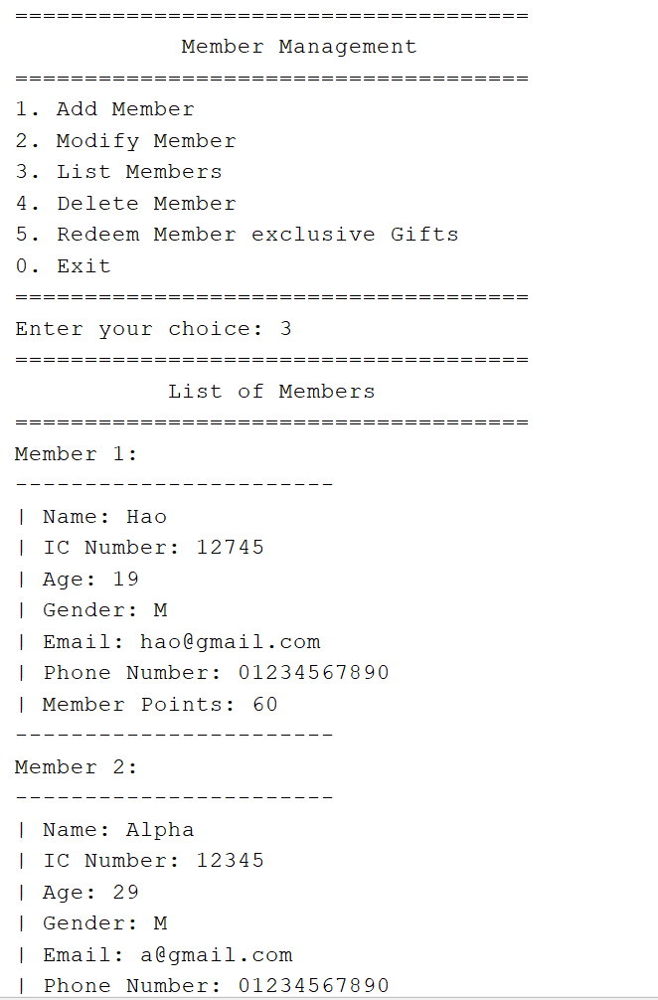 =====================================
Member Management
=====================================
1. Add Member
2. Modify Member
3. List Members
4. Delete Member
5. Redeem Member exclusive Gifts
0. Exit
=====================================
Enter your choice: 3
=====================================
List of Members
=====================================
Member 1:
-----------------------
| Name: Hao
| IC Number: 12745
| Age: 19
| Gender: M
| Email: hao@gmail.com
| Phone Number: 01234567890
| Member Points: 60
-----------------------
Member 2:
-----------------------
| Name: Alpha
| IC Number: 12345
| Age: 29
| Gender: M
| Email: a@gmail.com
| Phone Number: 01234567890